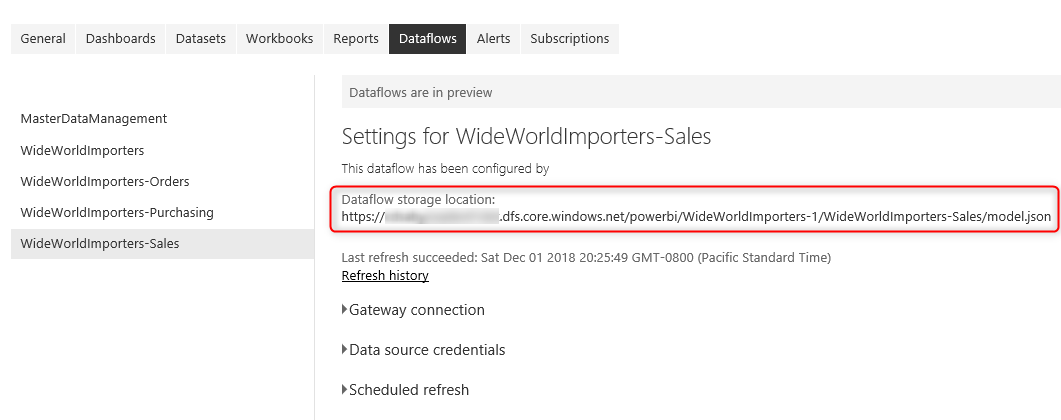 General Dashboards Datasets Workbooks Reports Dataflows Alerts Subscriptions
Dataflows are in preview
MasterDataManagement
WideWorldImporters
WideWorldImporters-Orders
WideWorldImporters-Purchasing
WideWorldImporters-Sales
Settings for WideWorldImporters-Sales
This dataflow has been configured by
Dataflow storage location:
https:// .dfs.core.windows.net/powerbi/WideWorldImporters-1/WideWorldImporters-Sales/model.json
Last refresh succeeded: Sat Dec 01 2018 20:25:49 GMT-0800 (Pacific Standard Time)
Refresh history
Gateway connection
Data source credentials
Scheduled refresh